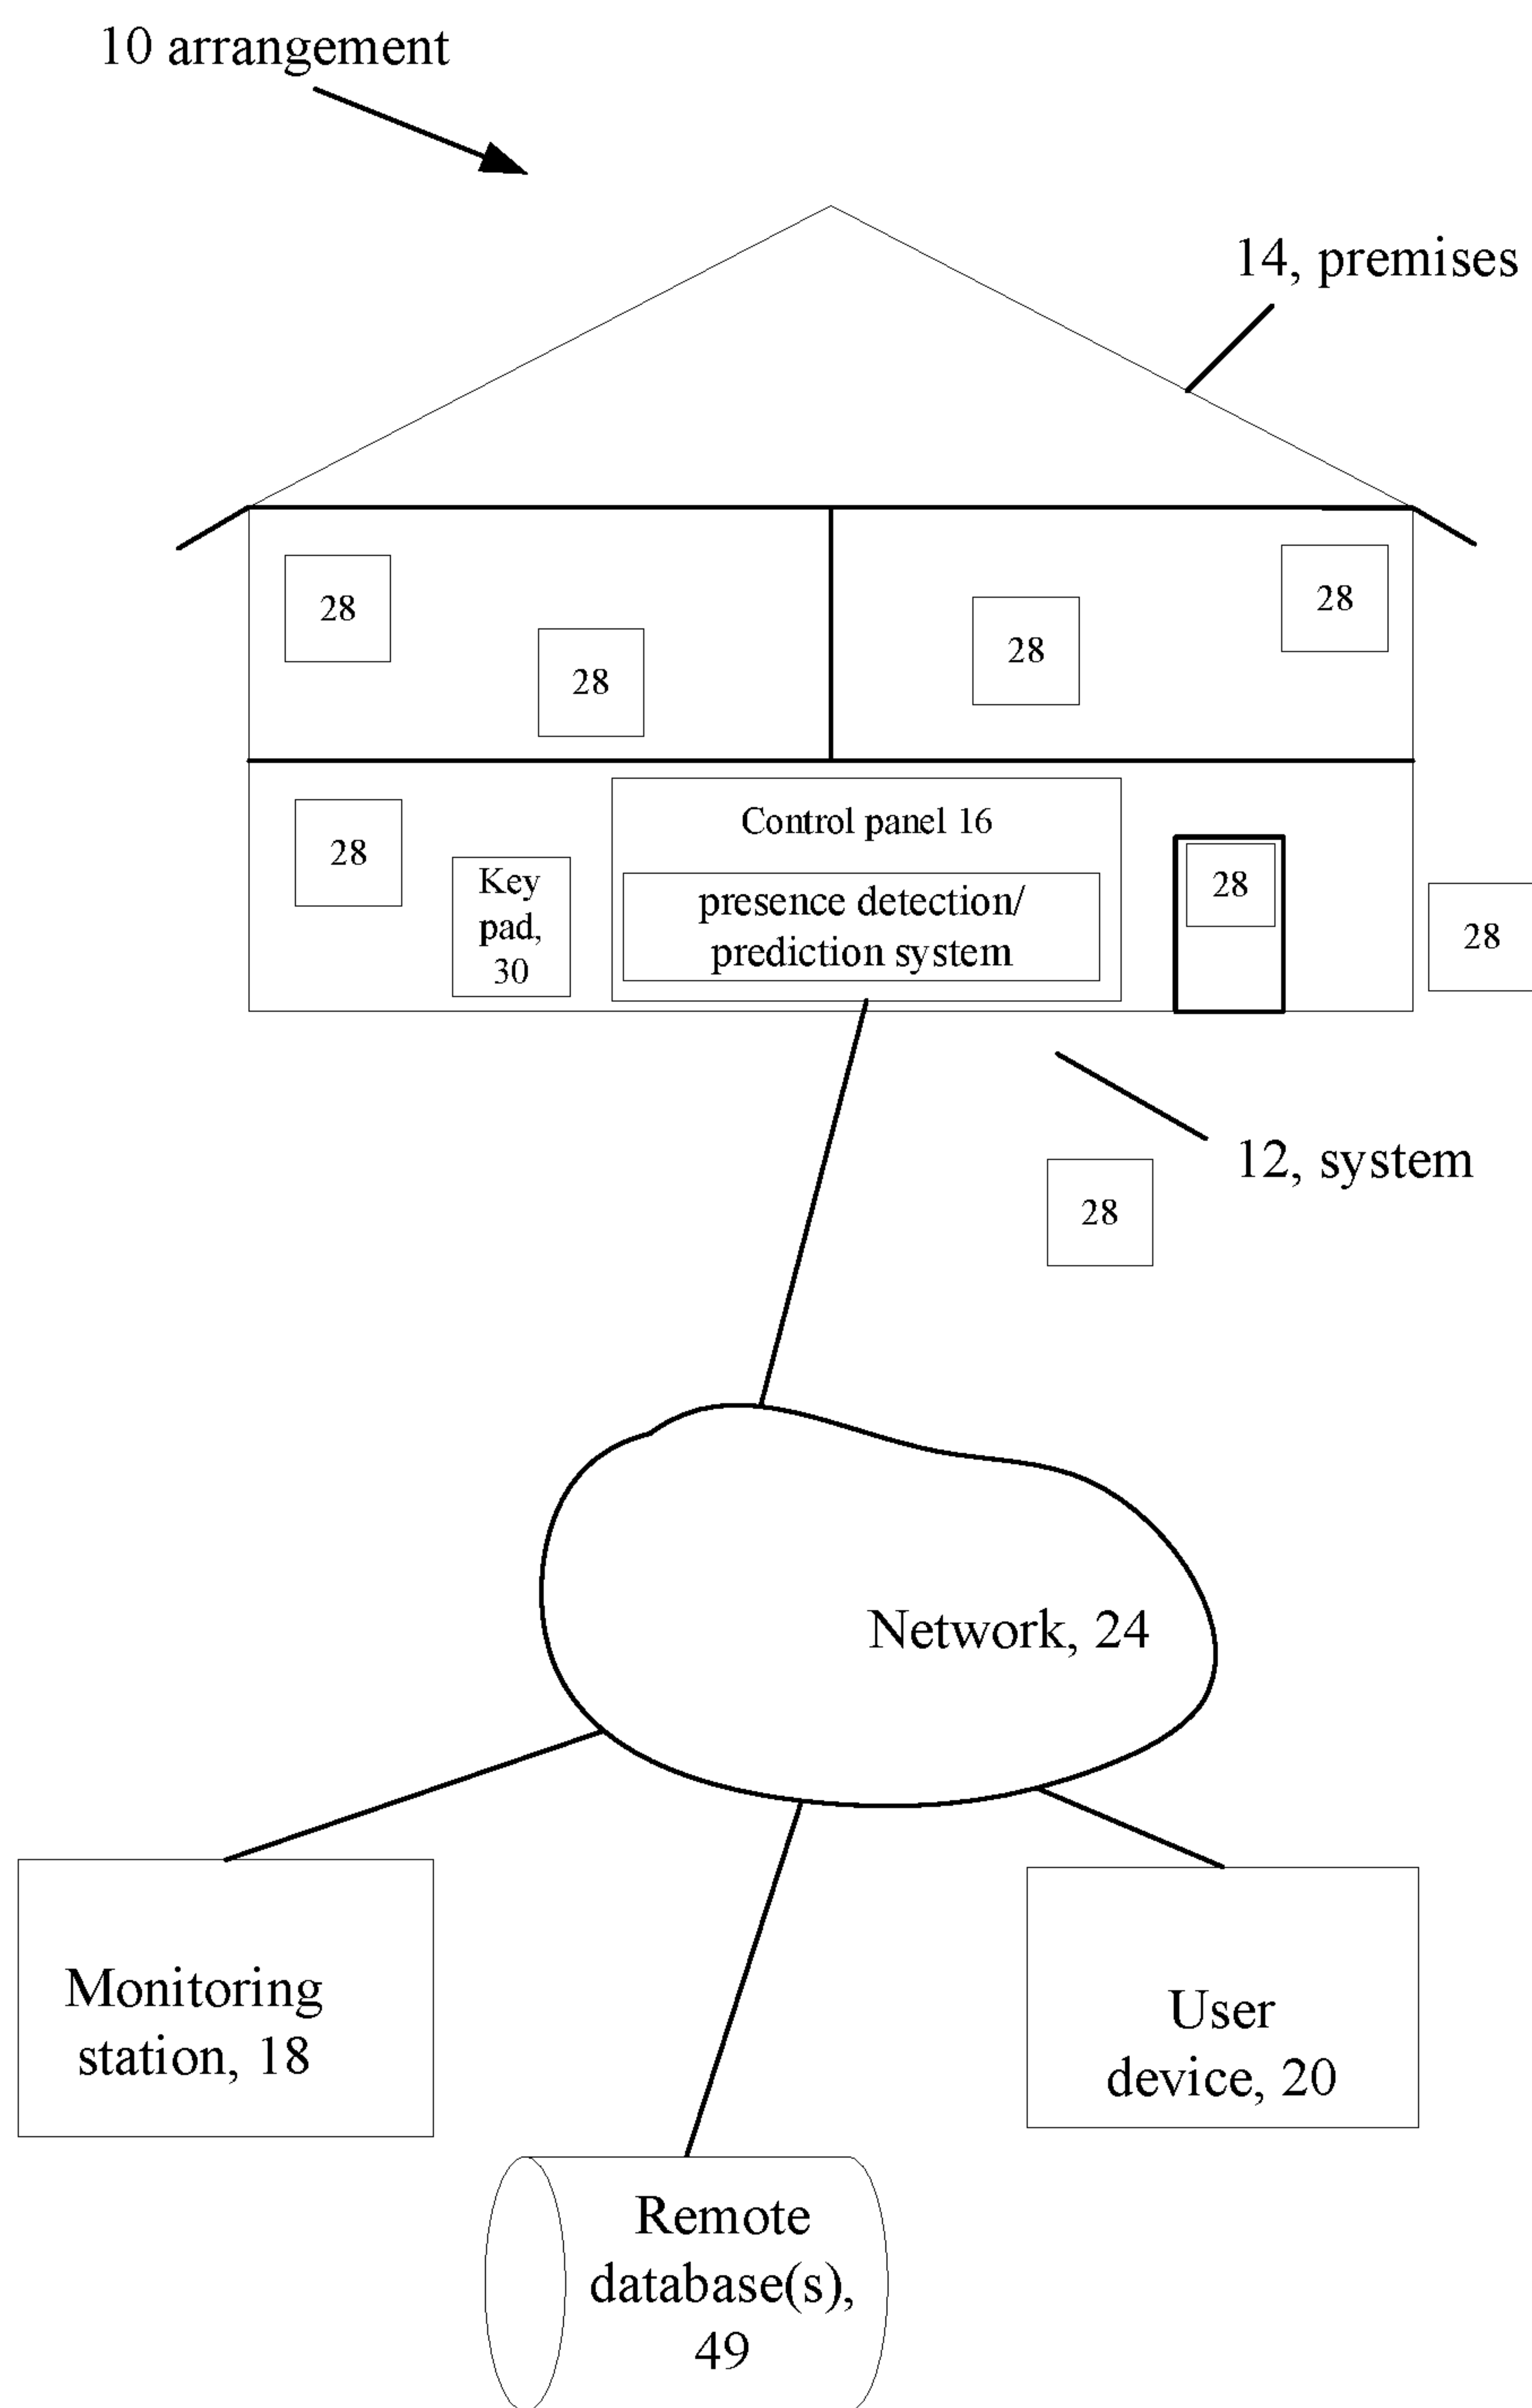 10 arrangement
14, premises
28
28
28
28
28
Key
pad,
30
Control panel 16
presence detection/
prediction system
28
28
12, system
28
Network, 24
Monitoring
station, 18
User
device, 20
Remote
database(s),
49